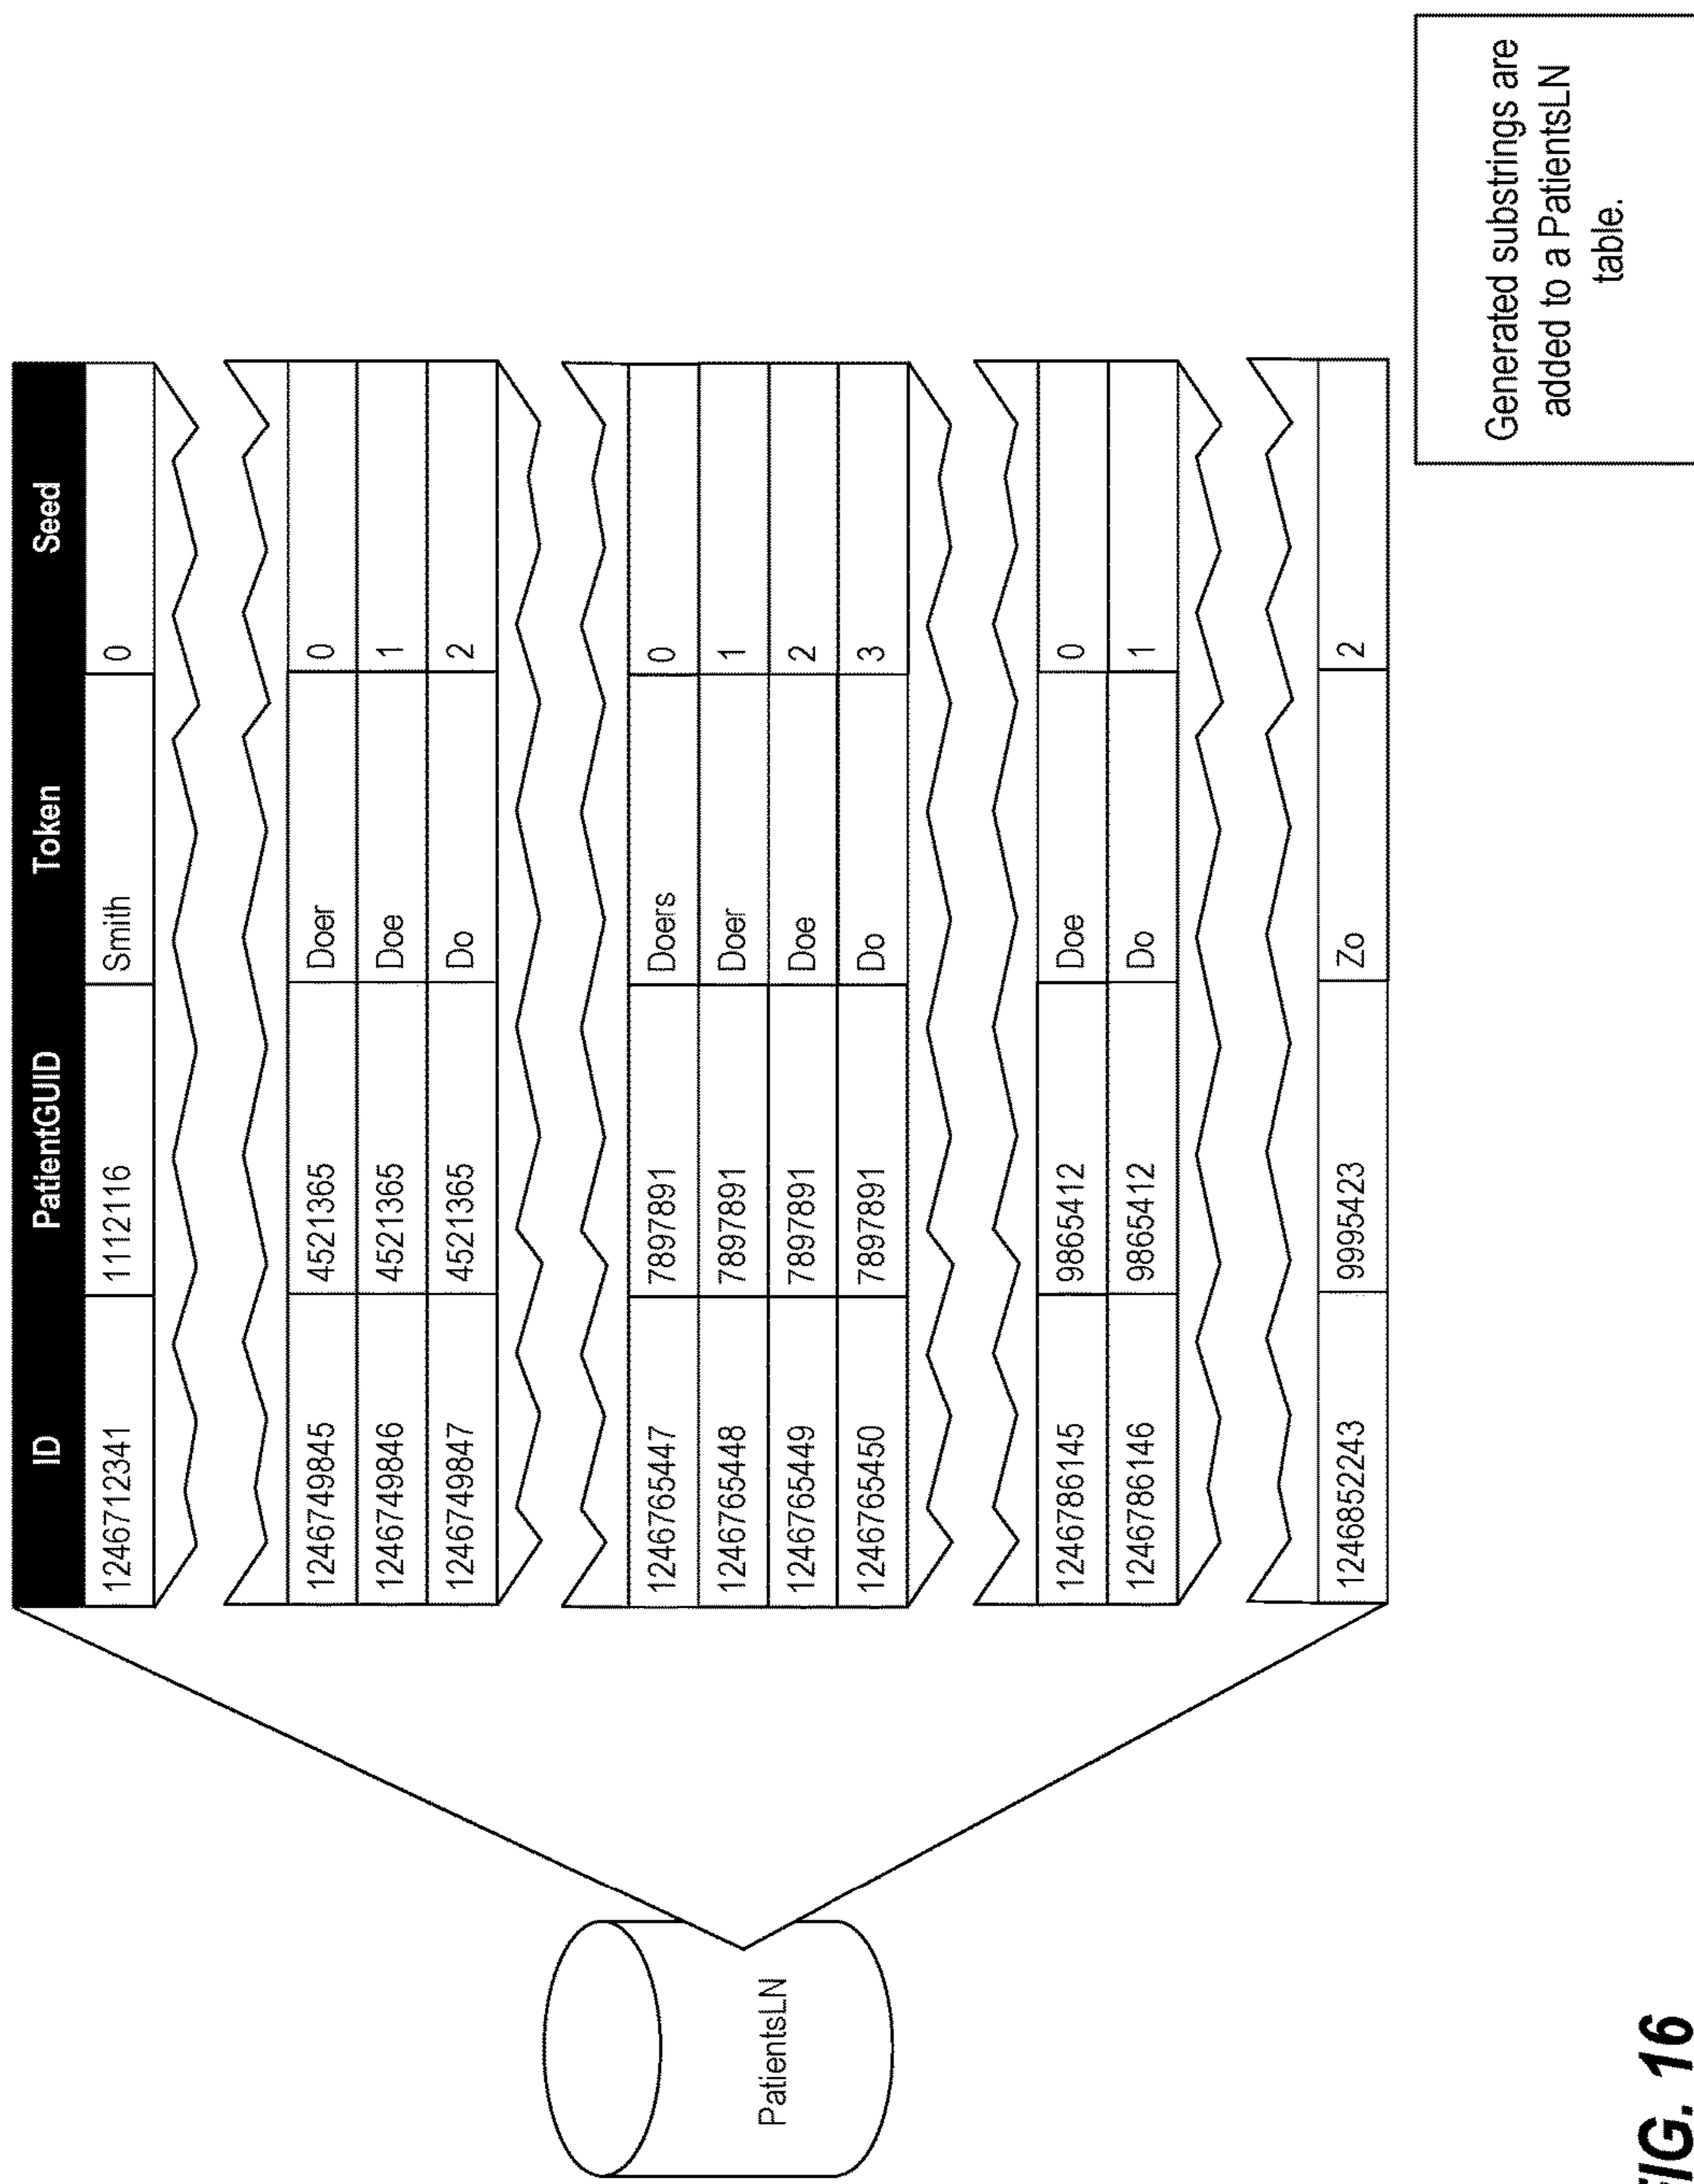 ID PatientGUID Token Seed
1246712341 1112116 Smith 0
1246749845 4521365 Doer 0
1246749846 4521365 Doe 1
1246749847 4521365 Do 2
1246765447 7897891 Doers 0
1246765448 7897891 Doer 1
1246765449 7897891 Doe 2
1246765450 7897891 Do 3
1246786145 9865412 Doe 0
1246786146 9865412 Do 1
1246852243 9995423 Zo 2
PatientsLN
Generated substrings are
added to a PatientsLN
table.
FIG. 16